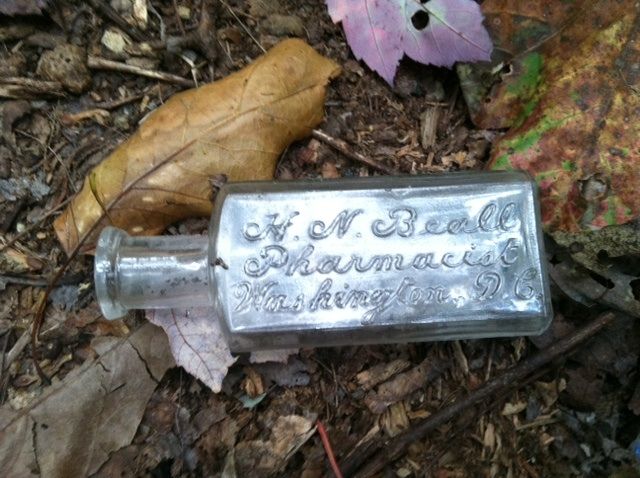 H. N. Beall
Pharmacist
Washington, D C.